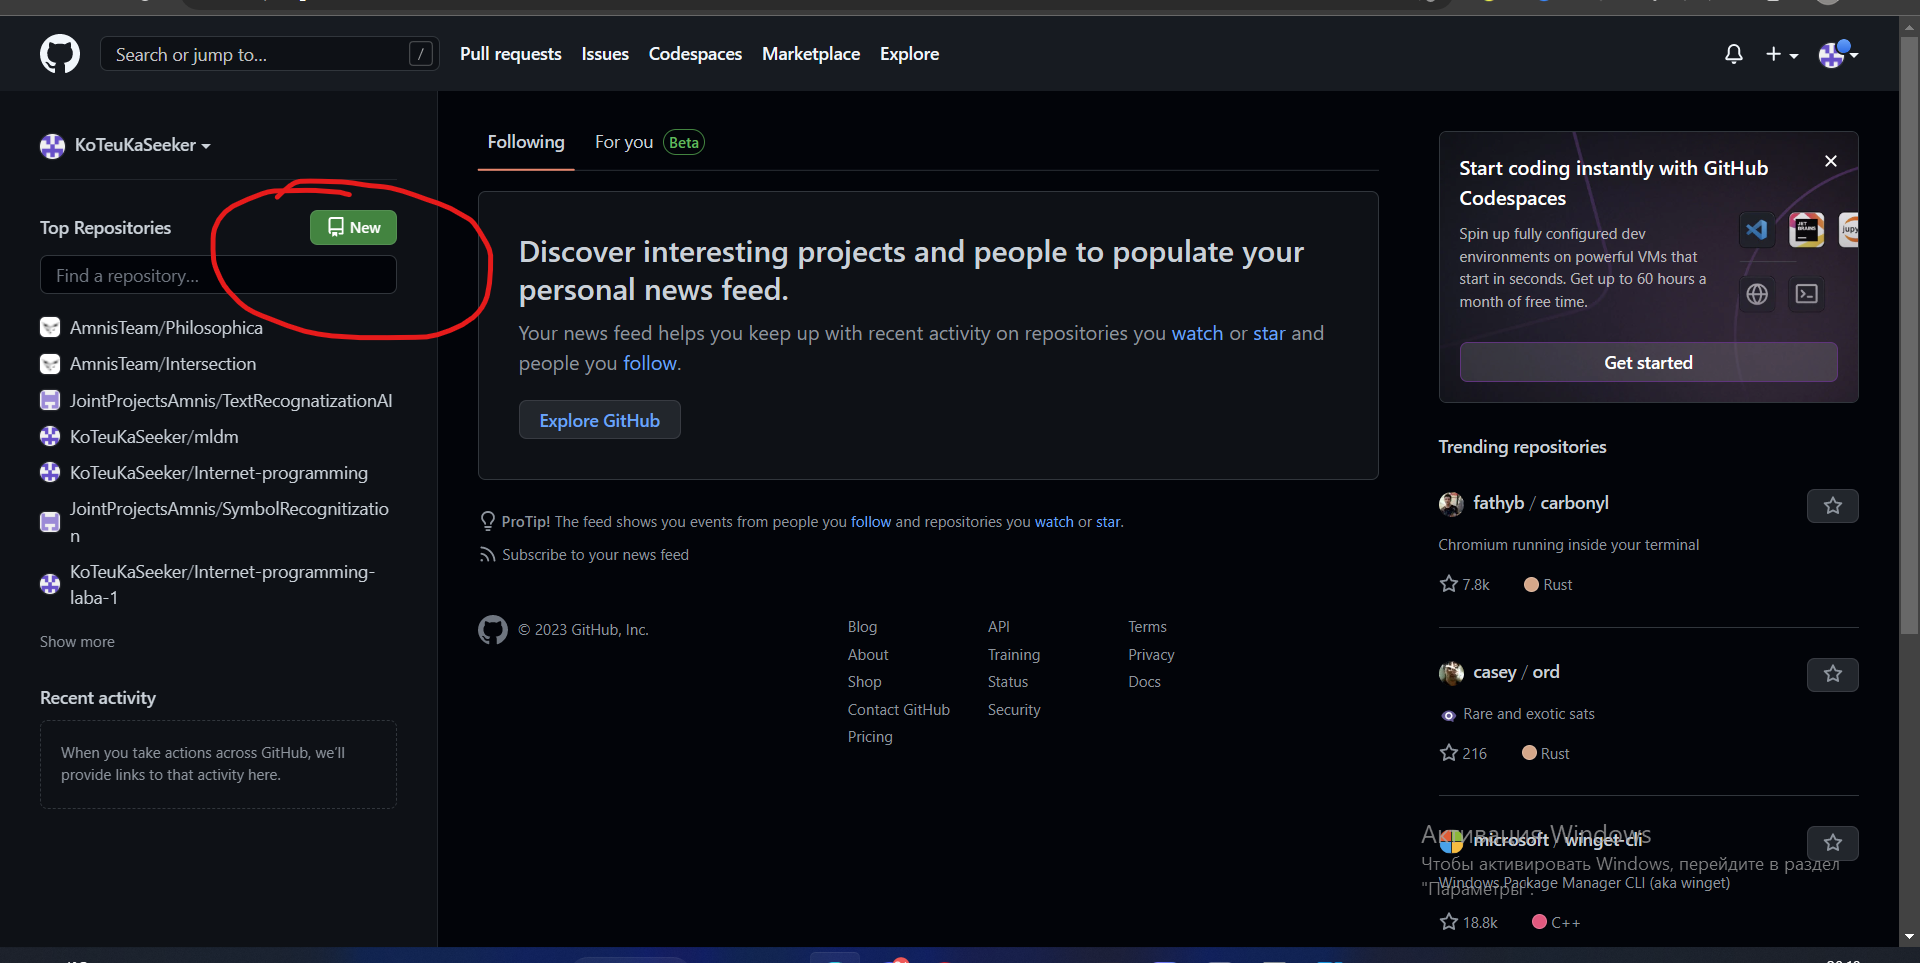 Search or jump to...
/
Pull requests
Issues
Codespaces
Marketplace
Explore
KoTeuKaSeeker
Top Repositories
New
Find a repository...
AmnisTeam/Philosophica
AmnisTeam/Intersection
JointProjectsAmnis/TextRecognatizationAI
KoTeuKaSeeker/mldm
KoTeuKaSeeker/Internet-programming
JointProjectsAmnis/SymbolRecognitizatio
n
KoTeuKaSeeker/Internet-programming-
laba-1
Show more
Recent activity
When you take actions across GitHub, we'll
provide links to that activity here.
Following
For you
Beta
Discover interesting projects and people to populate your
personal news feed.
Your news feed helps you keep up with recent activity on repositories you watch or star and
people you follow.
Explore GitHub
ProTip! The feed shows you events from people you follow and repositories you watch or star.
Subscribe to your news feed
© 2023 GitHub, Inc.
Blog
About
Shop
Contact GitHub
Pricing
API
Training
Status
Security
Terms
Privacy
Docs
Start coding instantly with GitHub
Codespaces
Spin up fully configured dev
environments on powerful VMs that
start in seconds. Get up to 60 hours a
month of free time.
JET
BRAINS
jupy
Get started
Trending repositories
fathyb / carbonyl
Chromium running inside your terminal
7.8k
Rust
casey / ord
Rare and exotic sats
216
Rust
microsoft / winget-cli
Windows Package Manager CLI (aka winget)
18.8k
C++
Активация Windows
Чтобы активировать Windows, перейдите в раздел
"Параметры".